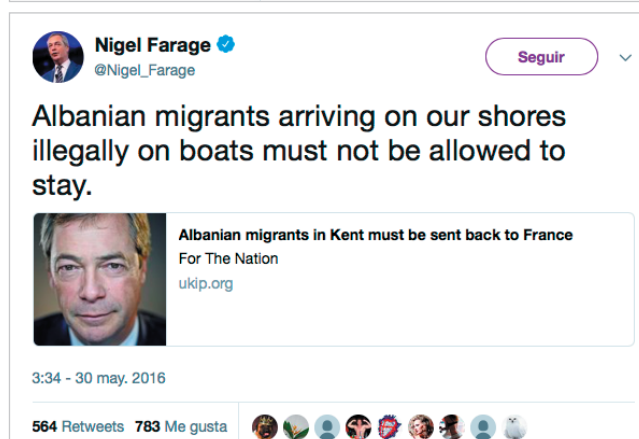 Nigel Farage
@Nigel_Farage
Seguir
Albanian migrants arriving on our shores
illegally on boats must not be allowed to
stay.
Albanian migrants in Kent must be sent back to France
For The Nation
ukip.org
3:34 - 30 may. 2016
564 Retweets 783 Me gusta